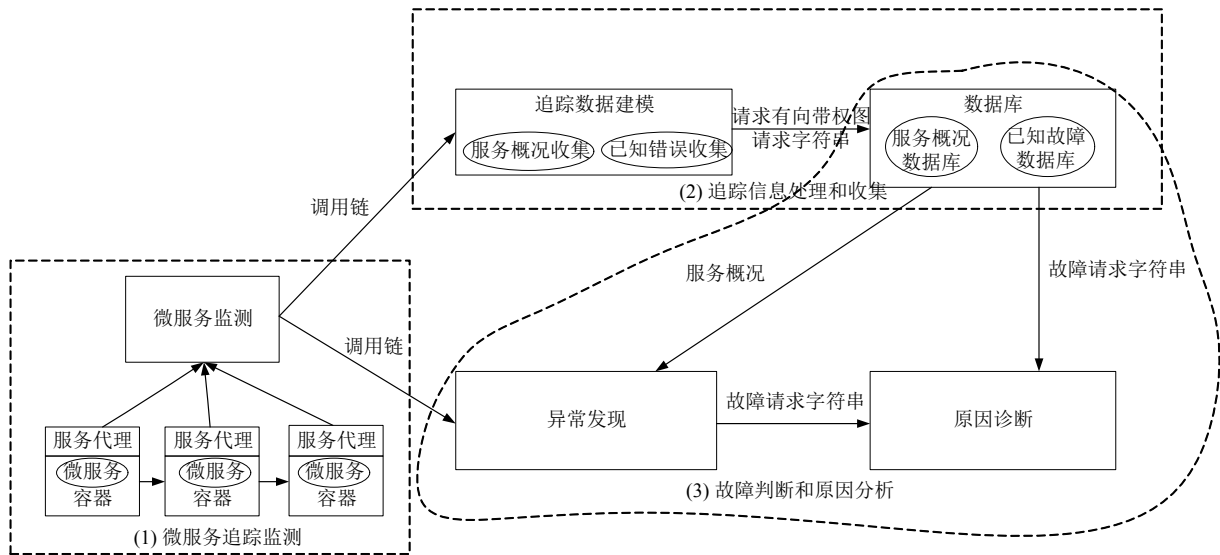 追踪数据建模
服务概况收集
已知错误收集
请求有向带权图
请求字符串
数据库
服务概况
数据库
已知故障
数据库
(2) 追踪信息处理和收集
调用链
微服务监测
调用链
服务概况
故障请求字符串
异常发现
故障请求字符串
原因诊断
(3) 故障判断和原因分析
服务代理
微服务
容器
服务代理
微服务
容器
服务代理
微服务
容器
(1) 微服务追踪监测